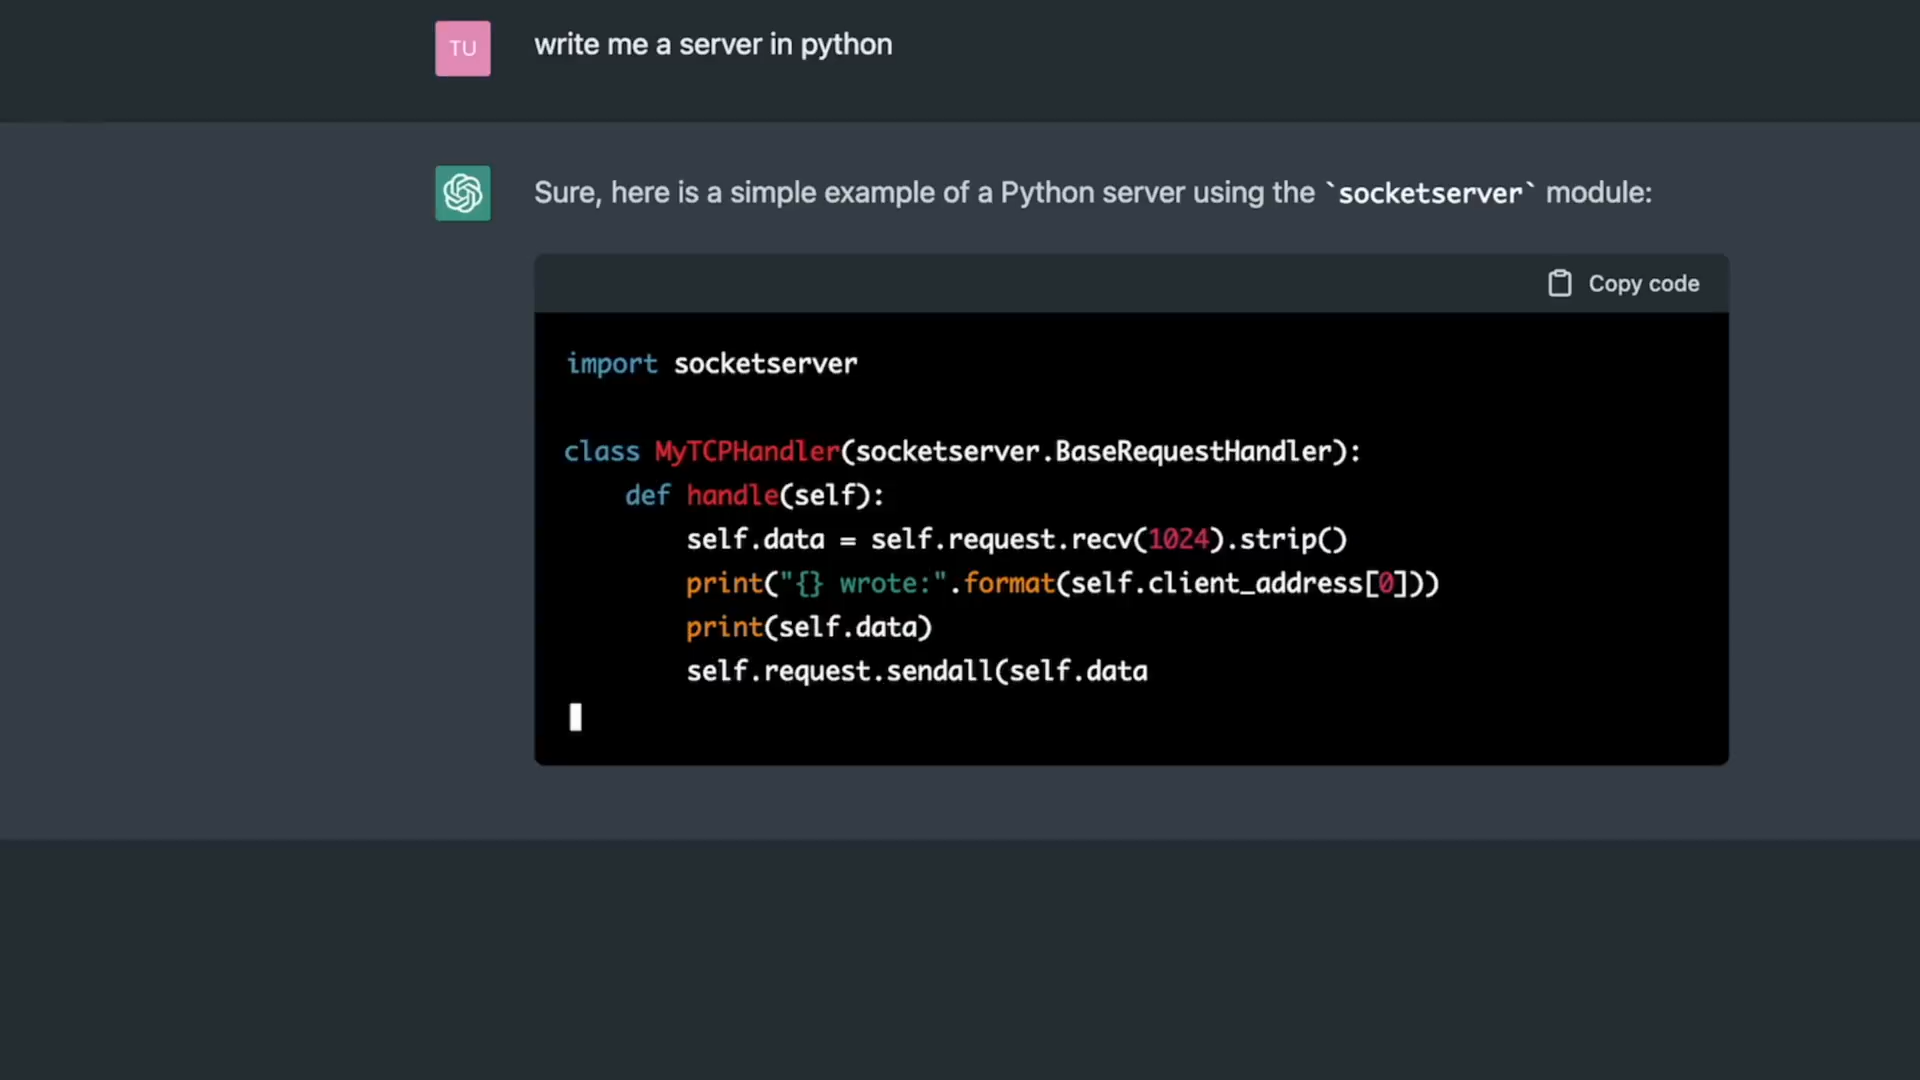 TU
write me a server in python
Sure, here is a simple example of a Python server using the `socketserver` module:
Copy code
import socketserver
class MyTCPHandler(socketserver.BaseRequestHandler):
    def handle(self):
        self.data = self.request.recv(1024).strip()
        print("{} wrote:".format(self.client_address[0]))
        print(self.data)
        self.request.sendall(self.data